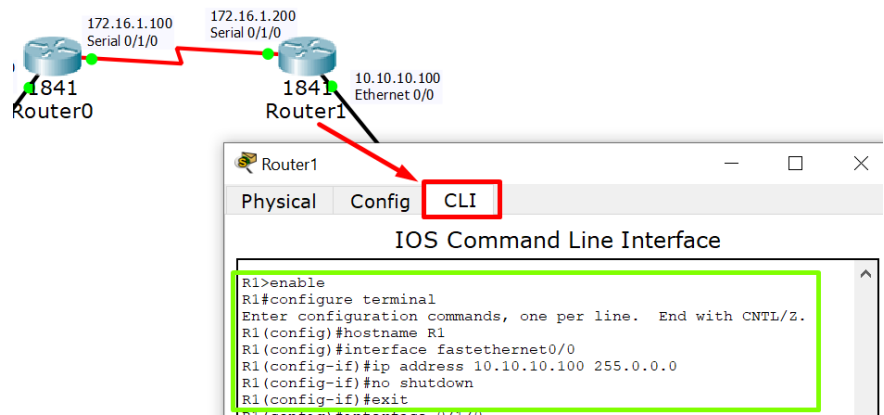 172.16.1.100
Serial 0/1/0
172.16.1.200
Serial 0/1/0
1841
Router0
1841
Router1
10.10.10.100
Ethernet 0/0
Router1
Physical Config CLI
IOS Command Line Interface
R1>enable
R1#configure terminal
Enter configuration commands, one per line. End with CNTL/Z.
R1(config)#hostname R1
R1(config)#interface fastethernet0/0
R1(config-if)#ip address 10.10.10.100 255.0.0.0
R1(config-if)#no shutdown
R1(config-if)#exit